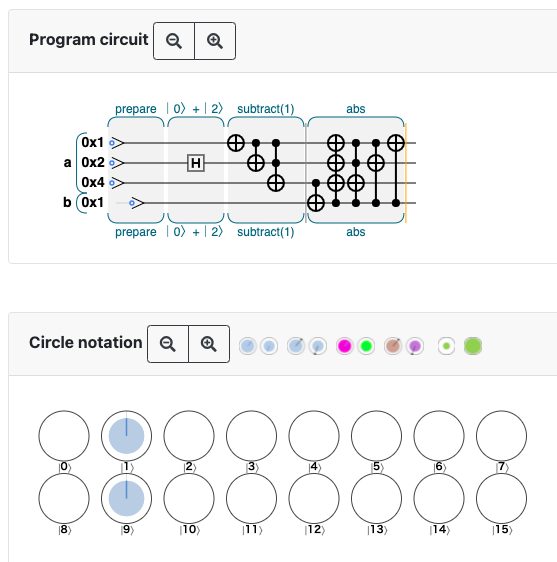 Program circuit
prepare |0⟩ + |2⟩ subtract(1) abs
0x1
a 0x2
H
0x4
b 0x1
prepare |0⟩ + |2⟩ subtract(1) abs
Circle notation
|0⟩ |1⟩ |2⟩ |3⟩ |4⟩ |5⟩ |6⟩ |7⟩
|8⟩ |9⟩ |10⟩ |11⟩ |12⟩ |13⟩ |14⟩ |15⟩